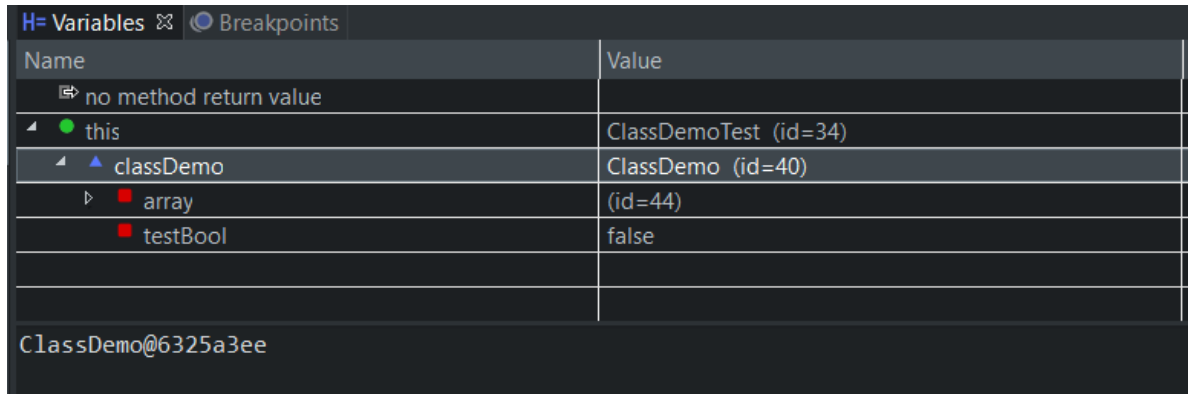 H= Variables Breakpoints
Name Value
no method return value
this ClassDemoTest (id=34)
classDemo ClassDemo (id=40)
array (id=44)
testBool false
ClassDemo@6325a3ee